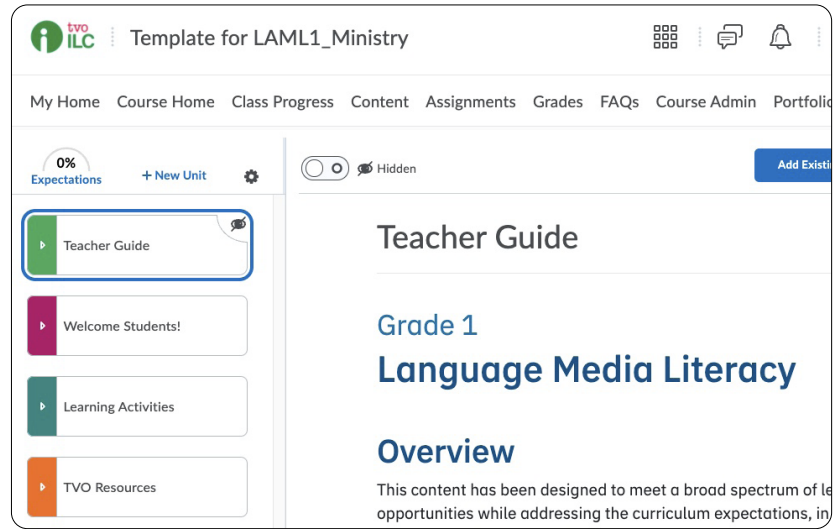 tvo
ILC
Template for LAML1_Ministry
My Home Course Home Class Progress Content Assignments Grades FAQs Course Admin
0%
Expectations
+ New Unit
Hidden
Add
Teacher Guide
Welcome Students!
Learning Activities
TVO Resources
Teacher Guide
Grade 1
Language Media Literacy
Overview
This content has been designed to meet a broad spectrum of
opportunities while addressing the curriculum expectations,